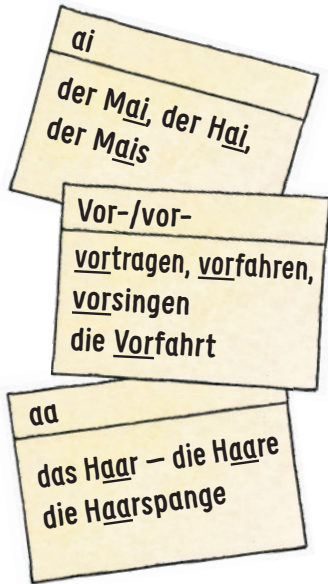 ai
der Mai, der Hai,
der Mais
Vor-/vor-
vortragen, vorfahren,
vorsingen
die Vorfahrt
aa
das Haar – die Haare
die Haarspange